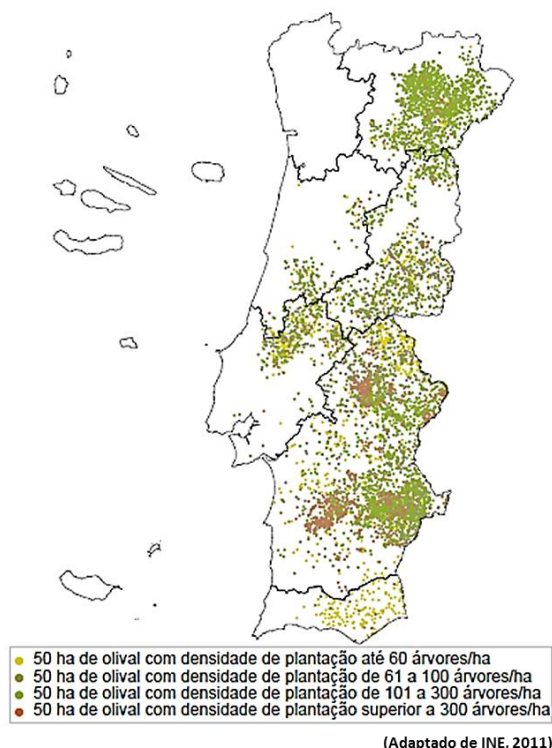 50 ha de olival com densidade de plantação até 60 árvores/ha
50 ha de olival com densidade de plantação de 61 a 100 árvores/ha
50 ha de olival com densidade de plantação de 101 a 300 árvores/ha
50 ha de olival com densidade de plantação superior a 300 árvores/ha
(Adaptado de INE, 2011)